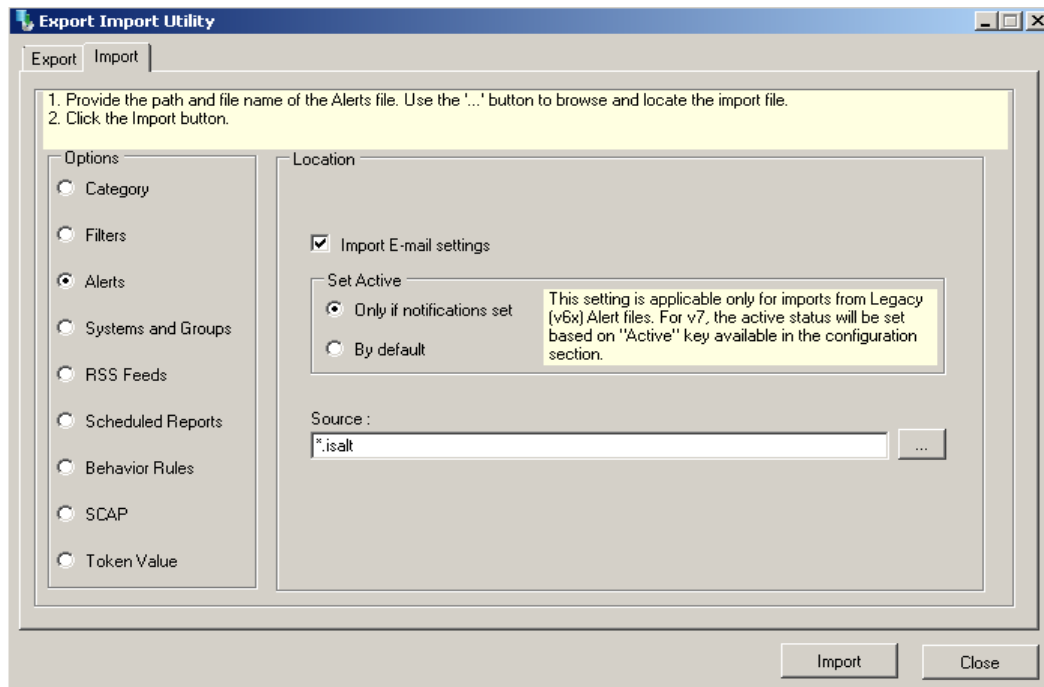 Export Import Utility
Export Import
1. Provide the path and file name of the Alerts file. Use the '...' button to browse and locate the import file.
2. Click the Import button.
Options
Category
Filters
Alerts
Systems and Groups
RSS Feeds
Scheduled Reports
Behavior Rules
SCAP
Token Value
Location
Import E-mail settings
Set Active
Only if notifications set
By default
This setting is applicable only for imports from Legacy
(v6x) Alert files. For v7, the active status will be set
based on "Active" key available in the configuration
section.
Source :
*.isalt
...
Import
Close